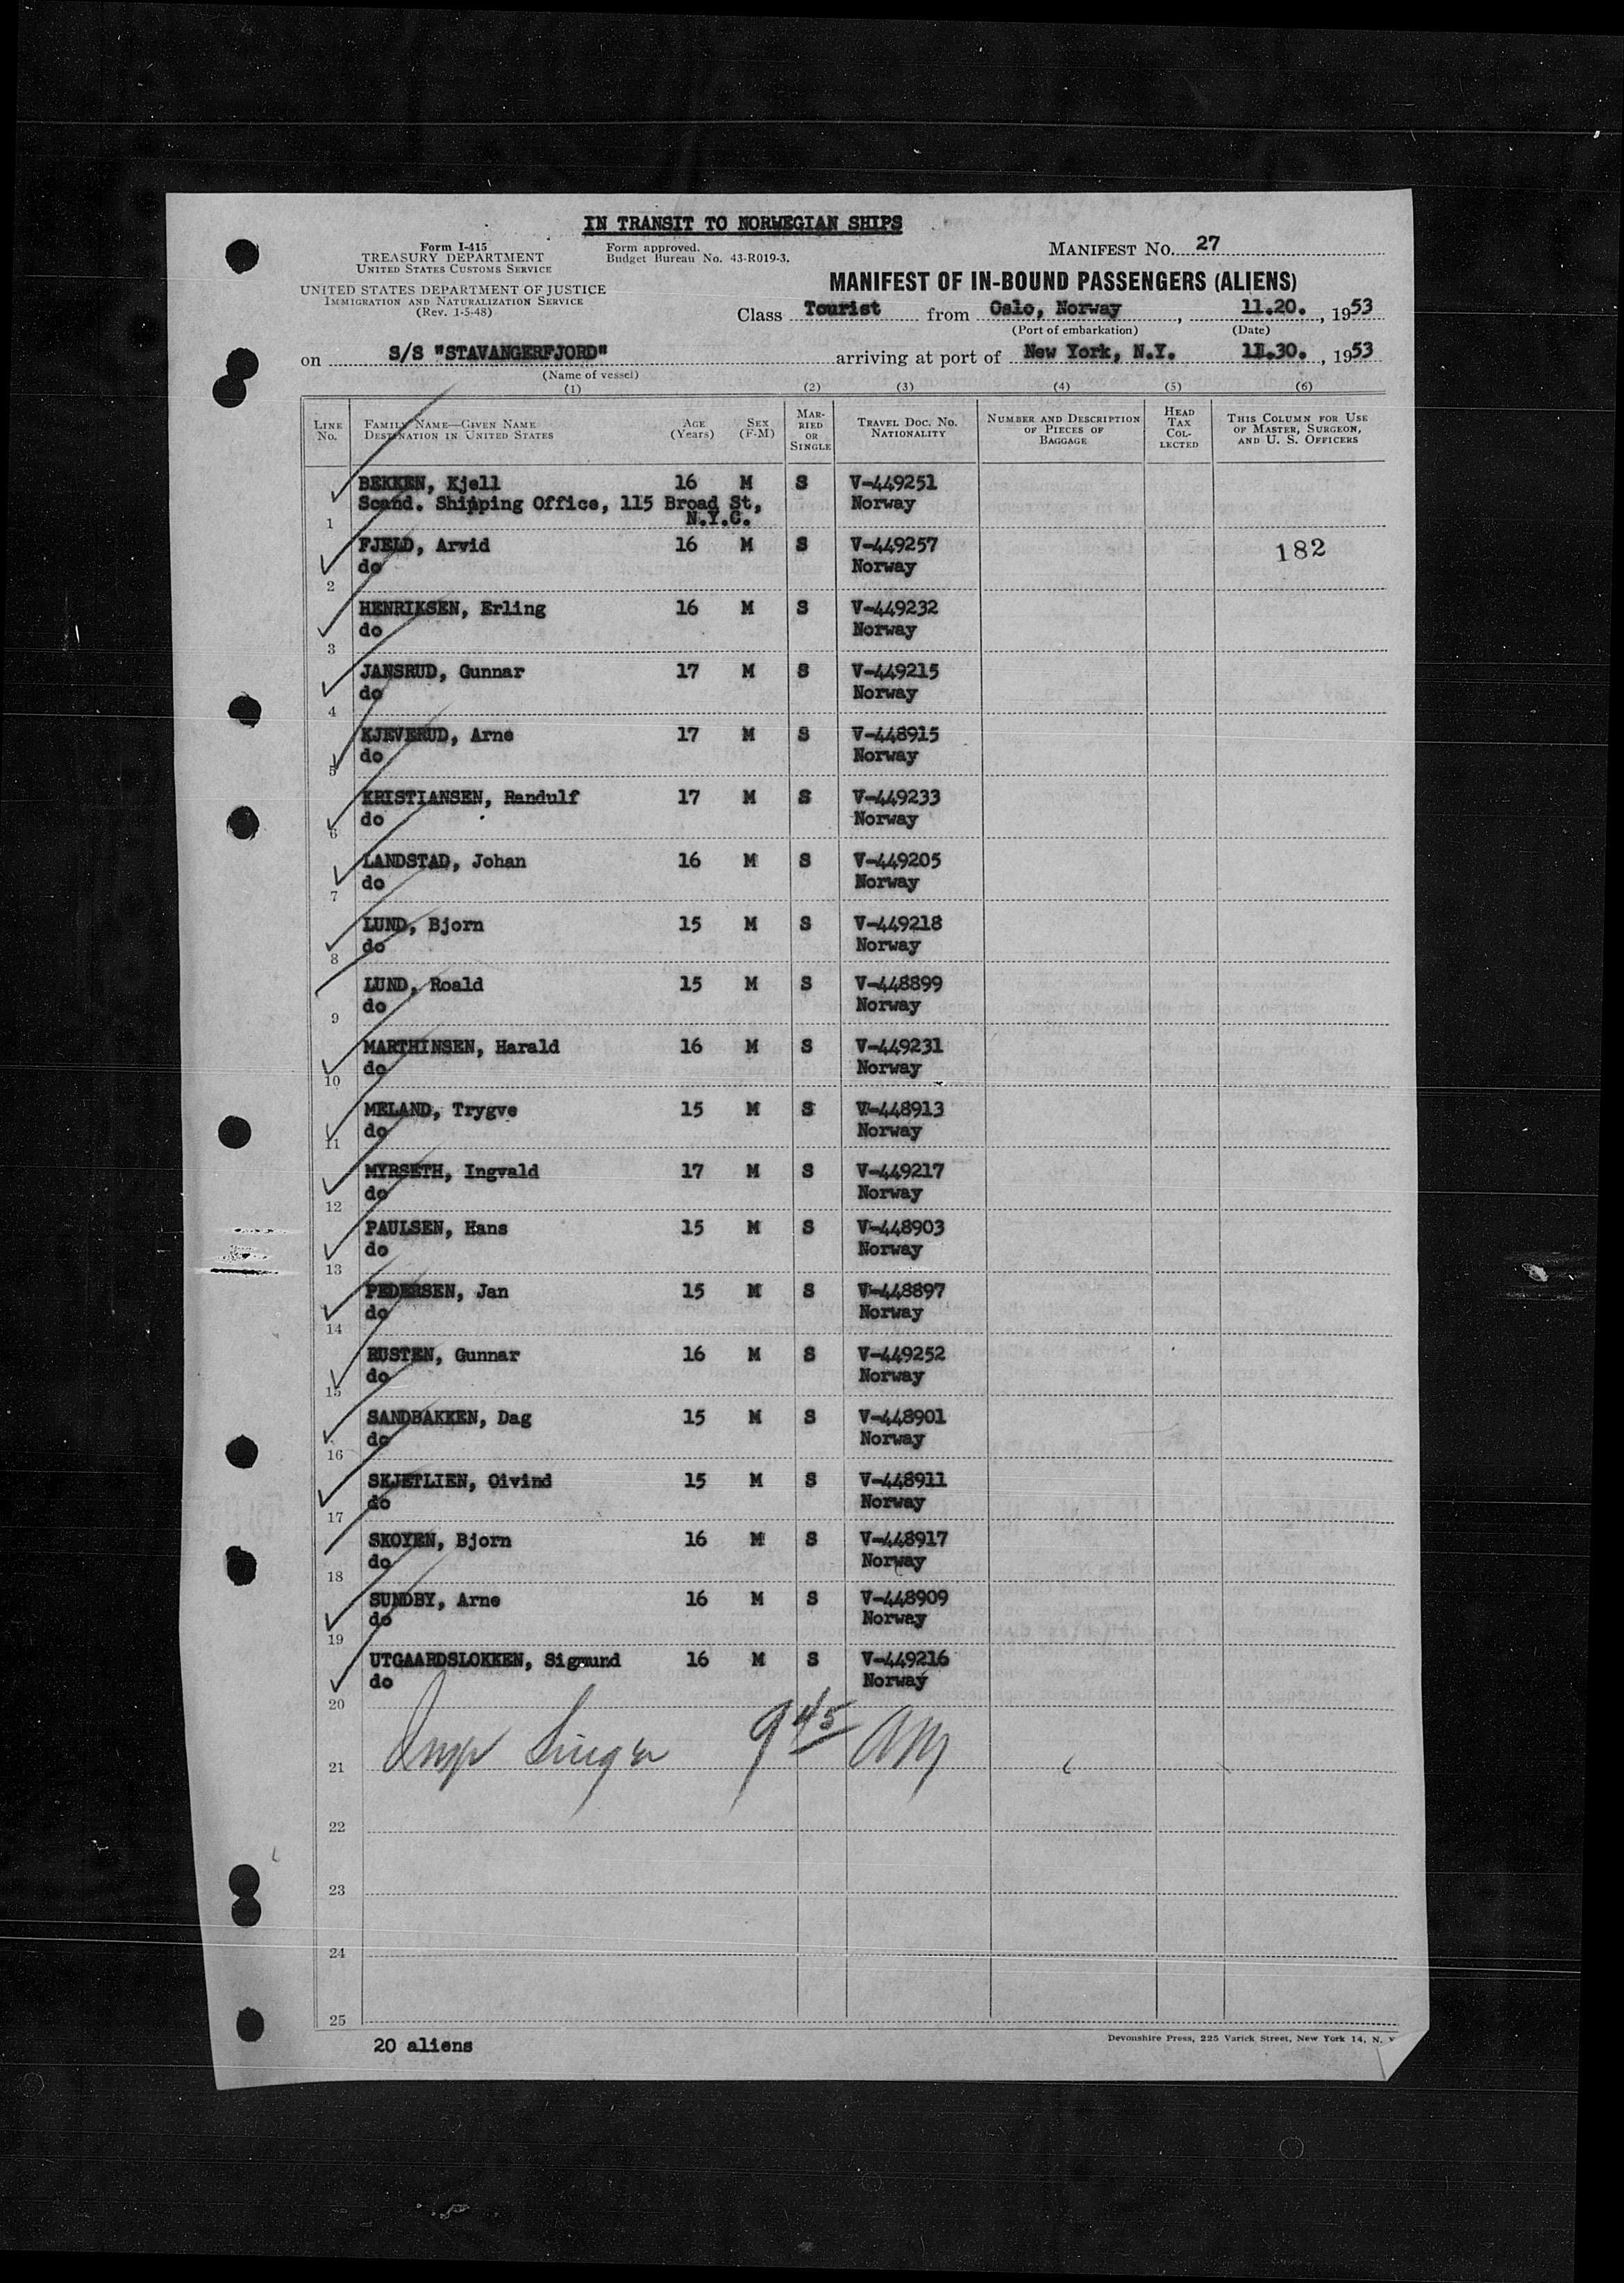 IN TRANSIT TO NORWEGIAN SHIPS
Form I-415
TREASURY DEPARTMENT
UNITED STATES CUSTOMS SERVICE
UNITED STATES DEPARTMENT OF JUSTICE
IMMIGRATION AND NATURALIZATION SERVICE
(Rev. 1-5-48)
Form approved.
Budget Bureau No. 43-R019-3.
MANIFEST NO. 27
MANIFEST OF IN-BOUND PASSENGERS (ALIENS)
Class Tourist from Oslo, Norway, 11.20., 1953
(Port of embarkation) (Date)
on S/S "STAVANGERFJORD" arriving at port of New York, N.Y. 11.30., 1953
(Name of vessel)
(1) (2) (3) (4) (5) (6)
LINE No. FAMILY NAME—GIVEN NAME DESTINATION IN UNITED STATES AGE (Years) SEX (F-M) MARRIED OR SINGLE TRAVEL DOC. NO. NATIONALITY NUMBER AND DESCRIPTION OF PIECES OF BAGGAGE HEAD TAX COLLECTED THIS COLUMN FOR USE OF MASTER, SURGEON, AND U. S. OFFICERS
BEKKEN, Kjell 16 M S V-449251
Scand. Shipping Office, 115 Broad St, Norway
1 N.Y.C.
FJELD, Arvid 16 M S V-449257 182
do Norway
2
HENRIKSEN, Erling 16 M S V-449232
do Norway
3
JANSRUD, Gunnar 17 M S V-449215
do Norway
4
KJEVERUD, Arne 17 M S V-448915
do Norway
5
KRISTIANSEN, Randulf 17 M S V-449233
do Norway
6
LANDSTAD, Johan 16 M S V-449205
do Norway
7
LUND, Bjorn 15 M S V-449218
do Norway
8
LUND, Roald 15 M S V-448899
do Norway
9
MARTHINSEN, Harald 16 M S V-449231
do Norway
10
MELAND, Trygve 15 M S V-448913
do Norway
11
MYRSETH, Ingvald 17 M S V-449217
do Norway
12
PAULSEN, Hans 15 M S V-448903
do Norway
13
PEDERSEN, Jan 15 M S V-448897
do Norway
14
RUSTEN, Gunnar 16 M S V-449252
do Norway
15
SANDBAKKEN, Dag 15 M S V-448901
do Norway
16
SKJETLIEN, Oivind 15 M S V-448911
do Norway
17
SKOYEN, Bjorn 16 M S V-448917
do Norway
18
SUNDBY, Arne 16 M S V-448909
do Norway
19
UTGAARDSLOKKEN, Sigmund 16 M S V-449216
do Norway
20
Insp Singer 9 45 AM
21
22
23
24
25
20 aliens
Devonshire Press, 225 Varick Street, New York 14, N. Y.